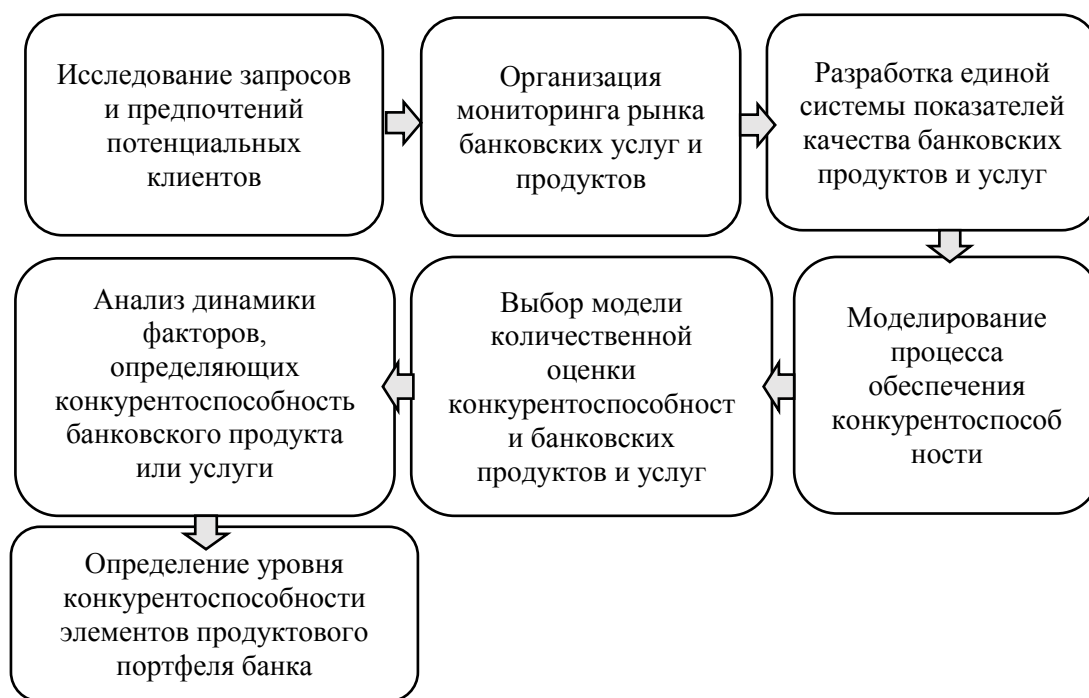 Исследование запросов
и предпочтений
потенциальных
клиентов
Организация
мониторинга рынка
банковских услуг и
продуктов
Разработка единой
системы показателей
качества банковских
продуктов и услуг
Моделирование
процесса
обеспечения
конкурентоспособ
ности
Выбор модели
количественной
оценки
конкурентоспособност
и банковских
продуктов и услуг
Анализ динамики
факторов,
определяющих
конкурентоспособность
банковского продукта
или услуги
Определение уровня
конкурентоспособности
элементов продуктового
портфеля банка